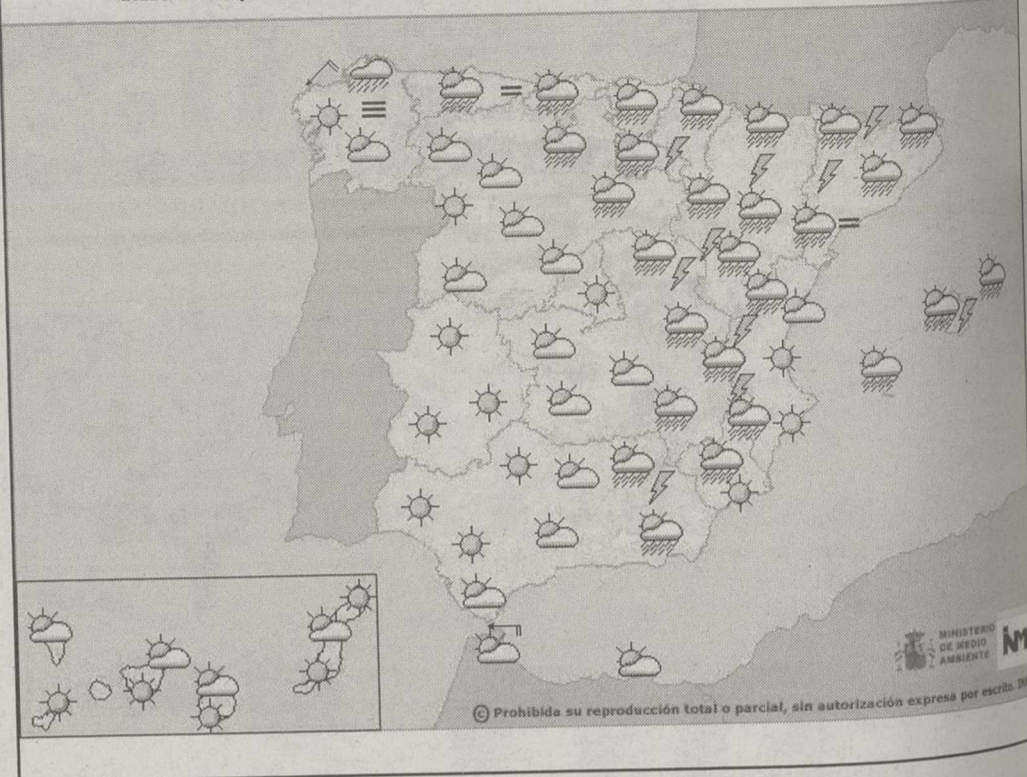 MINISTERIO
DE MEDIO
AMBIENTE
© Prohibida su reproducción total o parcial, sin autorización expresa por escrito.